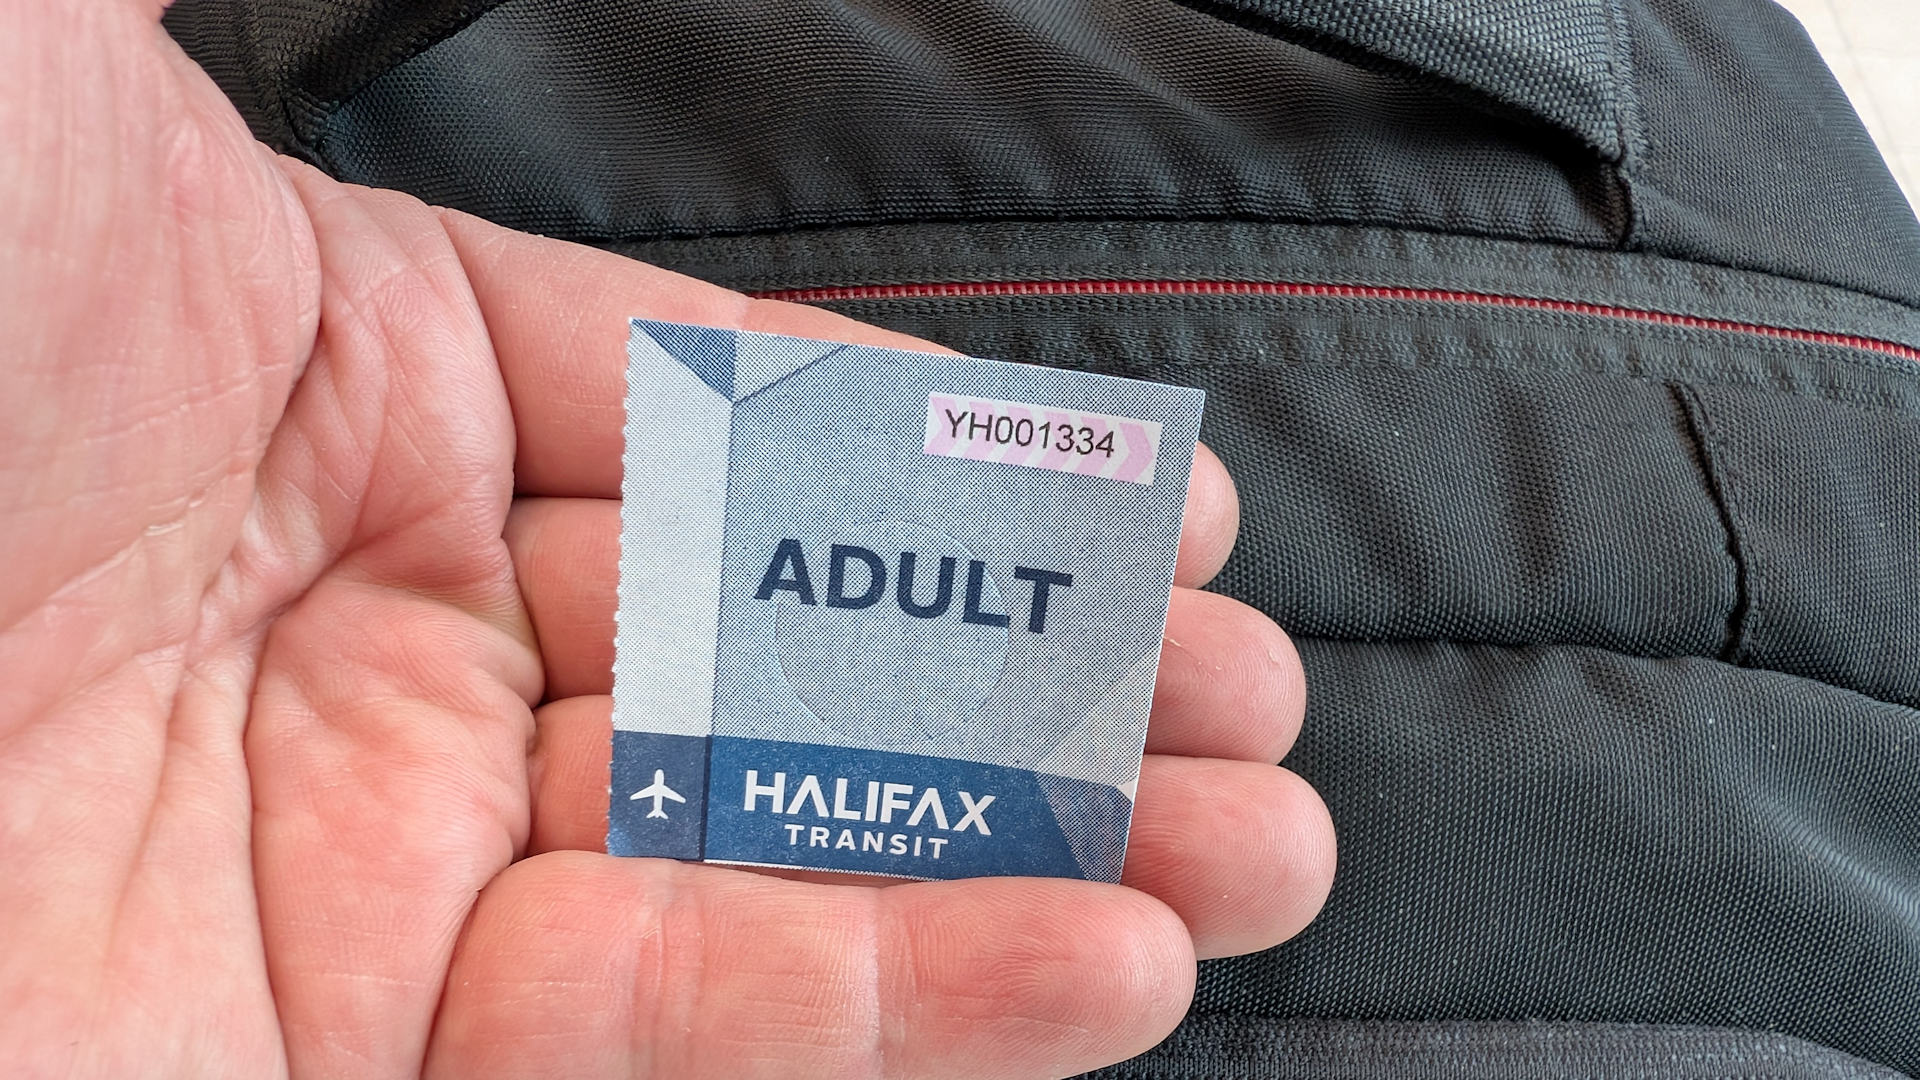 YH001334
ADULT
HALIFAX
TRANSIT